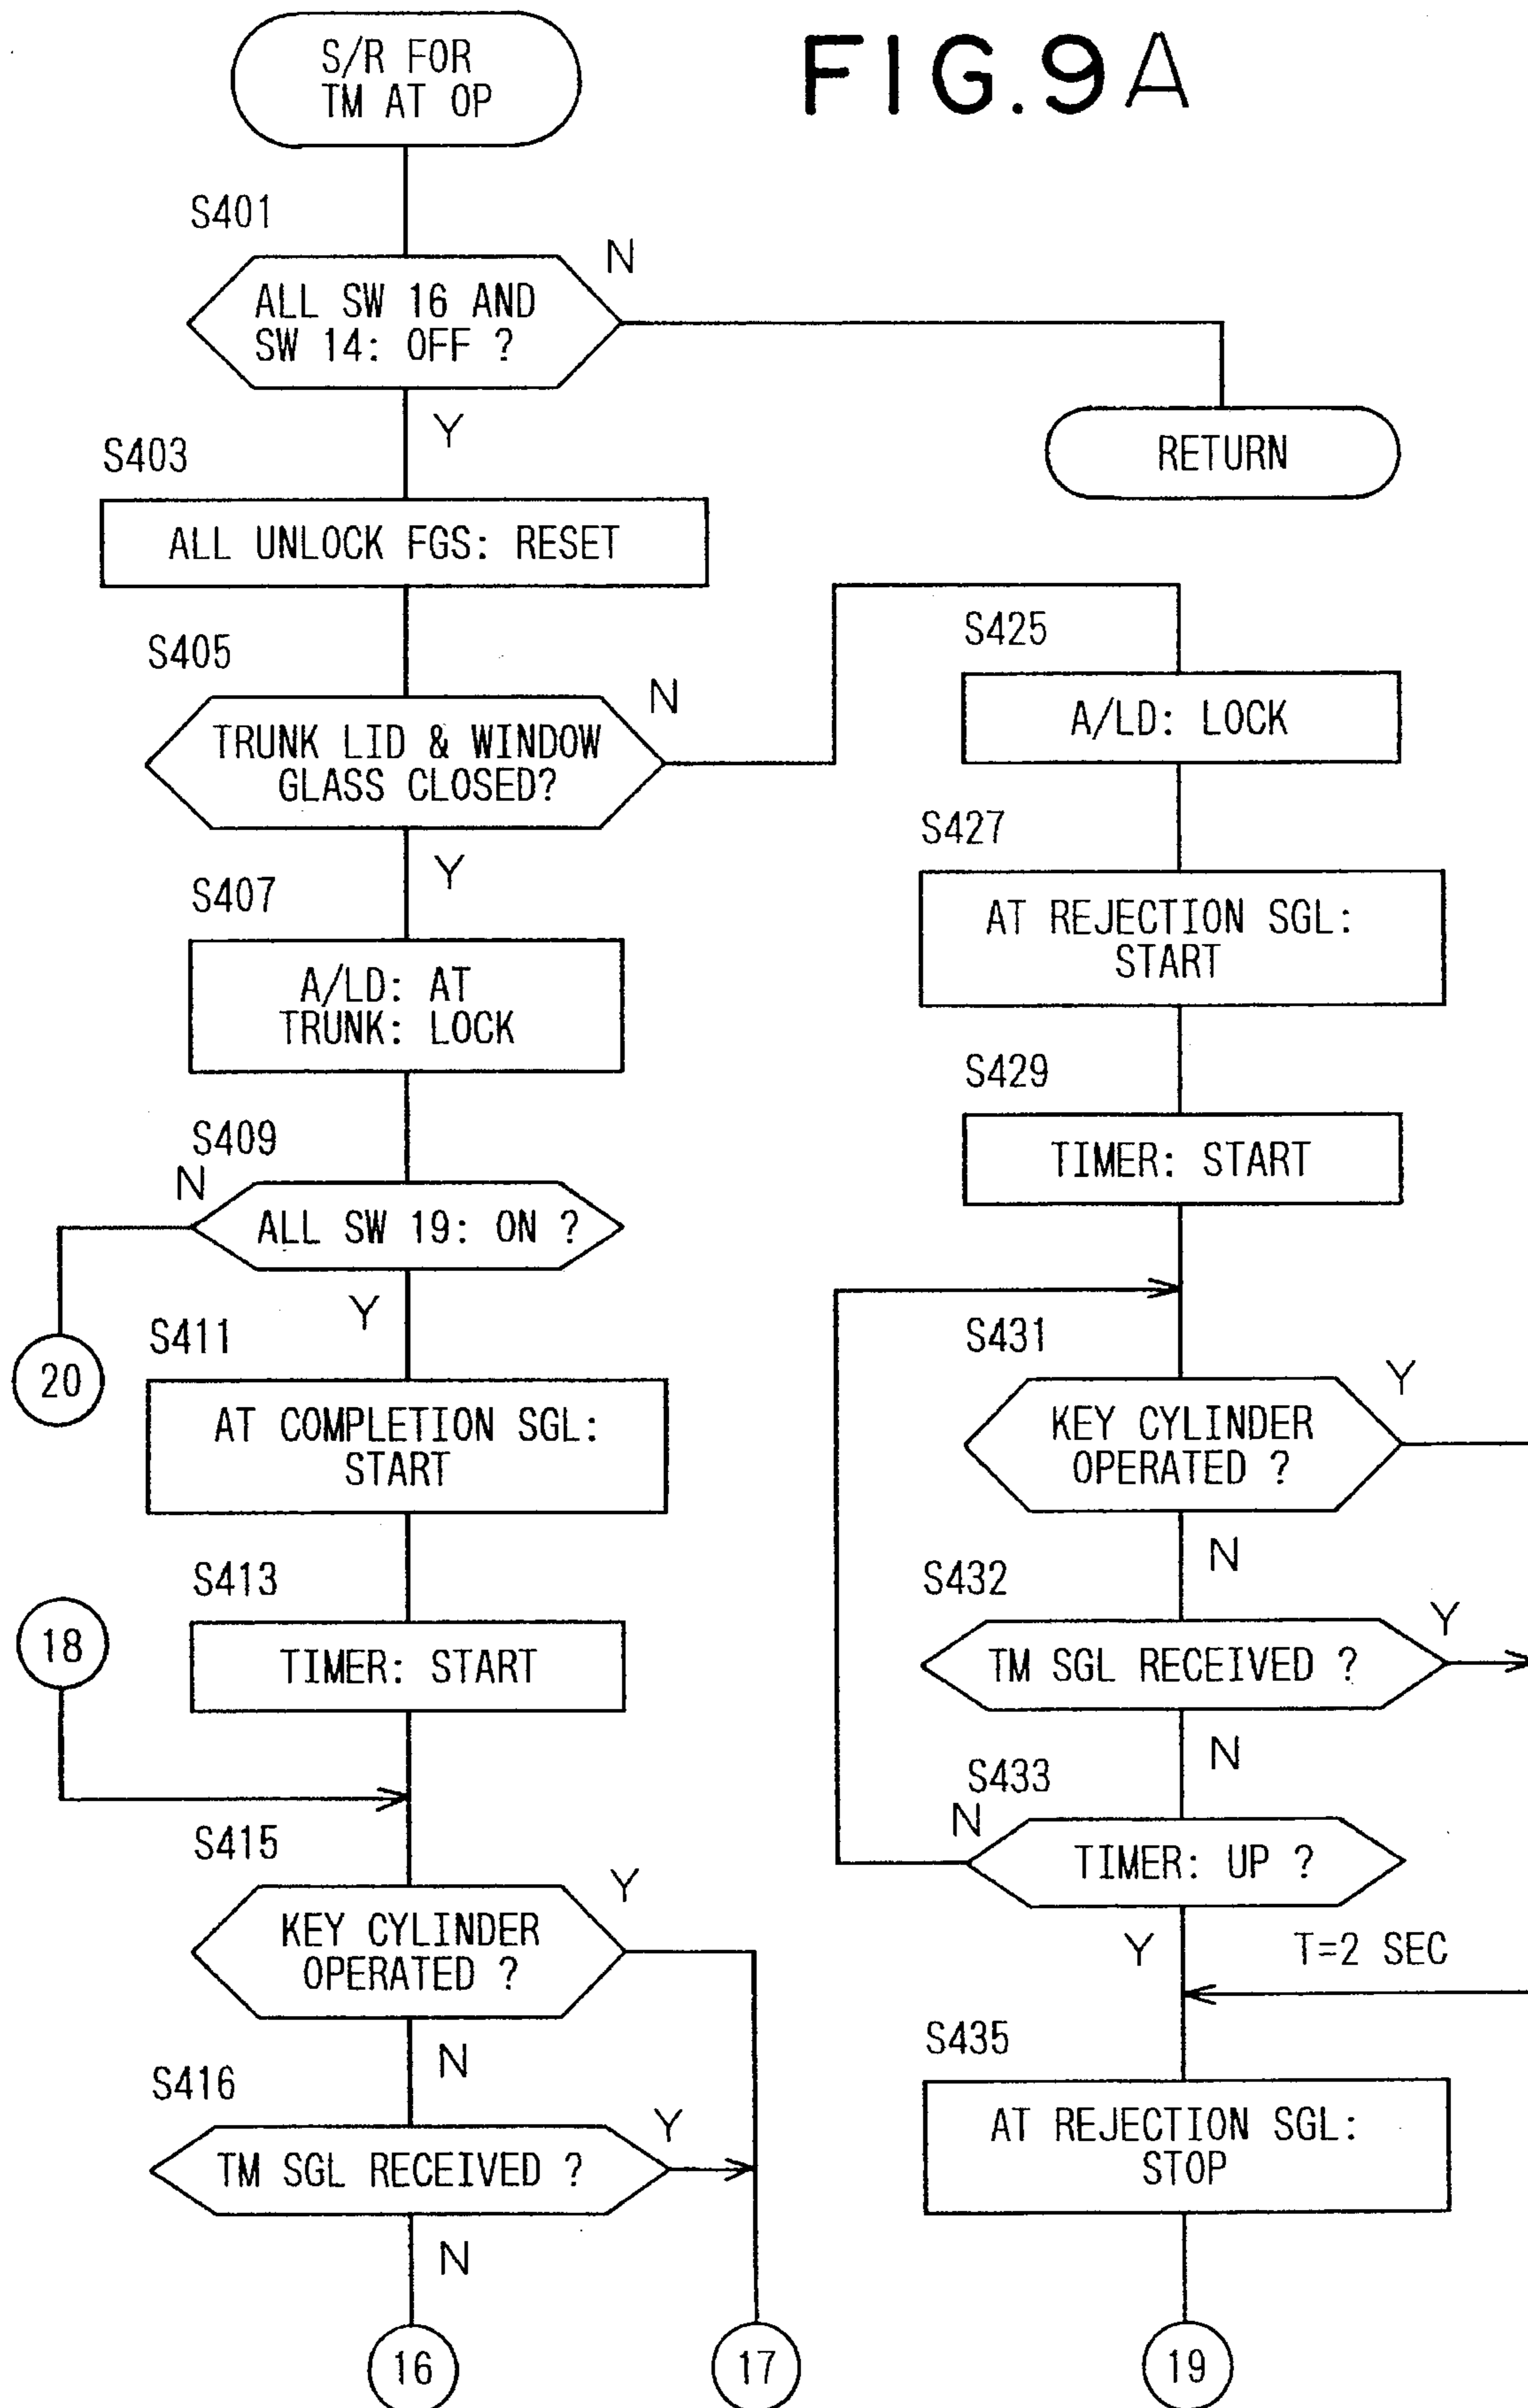 FIG.9A
S/R FOR
TM AT OP
S401
N
ALL SW 16 AND
SW 14: OFF ?
Y
RETURN
S403
ALL UNLOCK FGS: RESET
S405
N
TRUNK LID & WINDOW
GLASS CLOSED?
Y
S407
A/LD: AT
TRUNK: LOCK
S409
N
ALL SW 19: ON ?
Y
20
S411
AT COMPLETION SGL:
START
S413
18
TIMER: START
S415
Y
KEY CYLINDER
OPERATED ?
N
S416
Y
TM SGL RECEIVED ?
N
16
17
S425
A/LD: LOCK
S427
AT REJECTION SGL:
START
S429
TIMER: START
S431
Y
KEY CYLINDER
OPERATED ?
N
S432
Y
TM SGL RECEIVED ?
N
S433
N
TIMER: UP ?
Y
T=2 SEC
S435
AT REJECTION SGL:
STOP
19